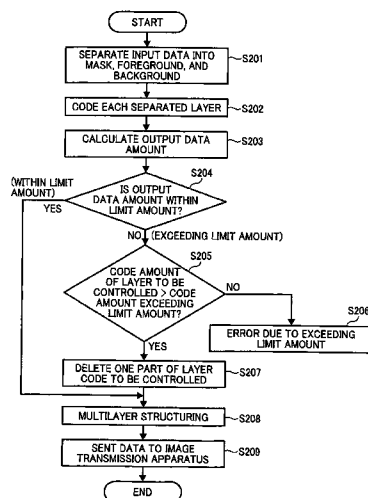 START
SEPARATE INPUT DATA INTO
MASK, FOREGROUND, AND
BACKGROUND
S201
CODE EACH SEPARATED LAYER
S202
CALCULATE OUTPUT DATA
AMOUNT
S203
S204
IS OUTPUT
DATA AMOUNT WITHIN
LIMIT AMOUNT?
(WITHIN LIMIT
AMOUNT)
YES
NO (EXCEEDING LIMIT AMOUNT)
S205
CODE AMOUNT
OF LAYER TO BE
CONTROLLED > CODE
AMOUNT EXCEEDING
LIMIT AMOUNT?
NO
S206
ERROR DUE TO EXCEEDING
LIMIT AMOUNT
YES
DELETE ONE PART OF LAYER
CODE TO BE CONTROLLED
S207
MULTILAYER STRUCTURING
S208
SENT DATA TO IMAGE
TRANSMISSION APPARATUS
S209
END